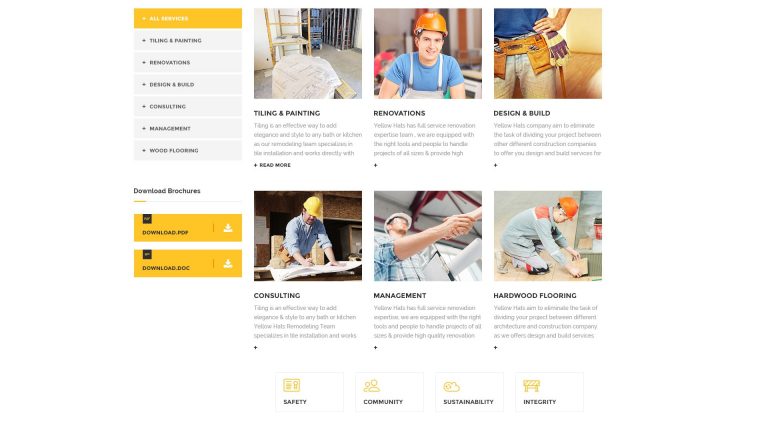 + ALL SERVICES
+ TILING & PAINTING
+ RENOVATIONS
+ DESIGN & BUILD
+ CONSULTING
+ MANAGEMENT
+ WOOD FLOORING
Download Brochures
DOWNLOAD.PDF
DOWNLOAD.DOC
TILING & PAINTING
Tiling is an effective way to add
elegance and style to any bath or kitchen
as our remodeling team specializes in
tile installation and works directly with
+ READ MORE
RENOVATIONS
Yellow Hats has full service renovation
expertise team , we are equipped with
the right tools and people to handle
projects of all sizes & provide high
+
DESIGN & BUILD
Yellow Hats company aim to eliminate
the task of dividing your project between
other different construction companies
to offer you design and build services for
+
CONSULTING
Tiling is an effective way to add
elegance & style to any bath or kitchen
Yellow Hats Remodeling Team
specializes in tile installation and works
+
MANAGEMENT
Yellow Hats has full service renovation
expertise, we are equipped with the right
tools and people to handle projects of all
sizes & provide high quality renovation
+
HARDWOOD FLOORING
Yellow Hats aim to eliminate the task of
dividing your project between different
architecture and construction company
as we offers design and build services
+
SAFETY
COMMUNITY
SUSTAINABILITY
INTEGRITY